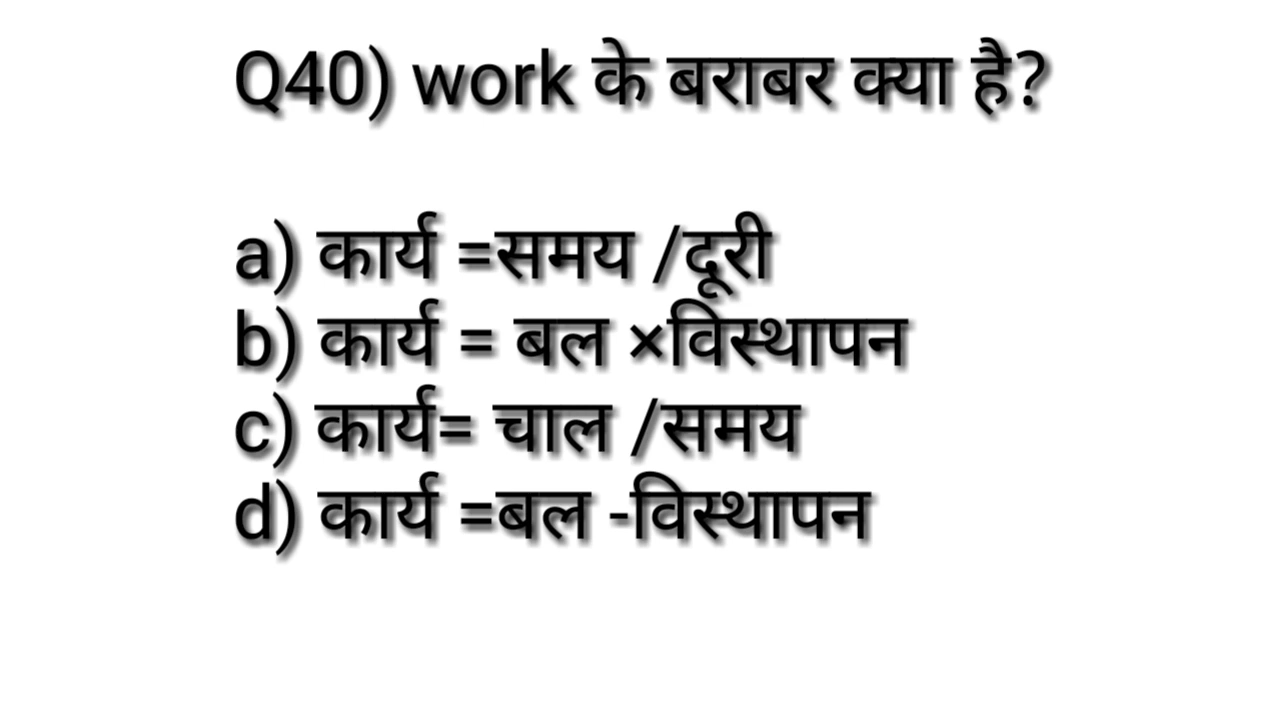 Q40) work के बराबर क्या है?
a) कार्य =समय /दूरी
b) कार्य = बल ×विस्थापन
c) कार्य= चाल /समय
d) कार्य =बल -विस्थापन